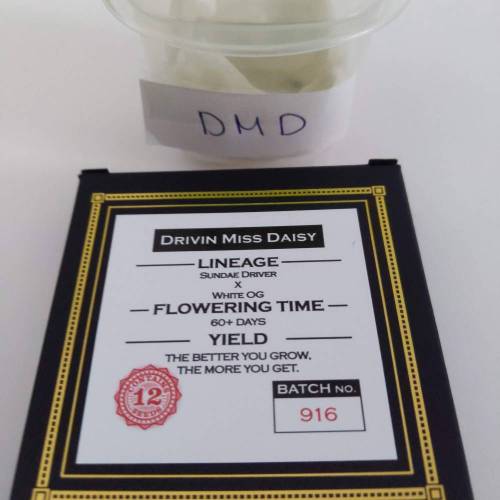 DMD
DRIVIN MISS DAISY
LINEAGE
SUNDAE DRIVER
X
WHITE OG
FLOWERING TIME
60+ DAYS
YIELD
THE BETTER YOU GROW,
THE MORE YOU GET.
12
SEEDS
BATCH NO.
916